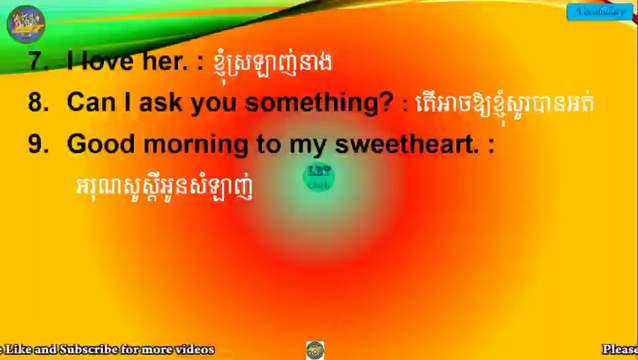 Vocabulary
7. I love her. : ខ្ញុំស្រឡាញ់នាង
8. Can I ask you something? : តើអាចឱ្យខ្ញុំសួរបានអត់
9. Good morning to my sweetheart. :
អរុណសួស្តីអូនសំឡាញ់
LBY
e Like and Subscribe for more videos
Please